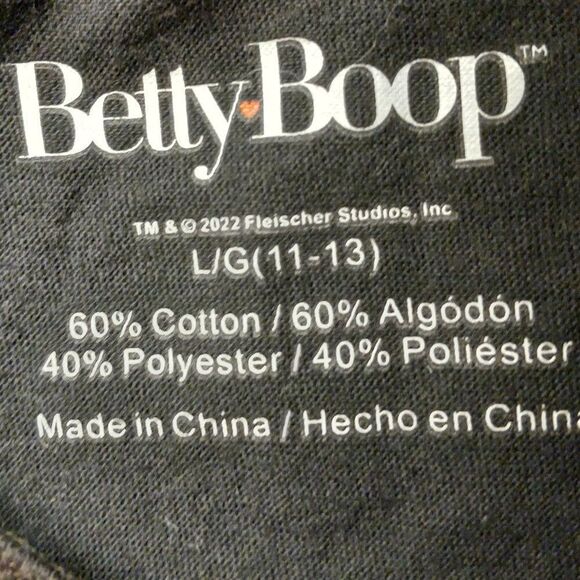 Betty Boop™
TM & © 2022 Fleischer Studios, Inc
L/G(11-13)
60% Cotton / 60% Algódón
40% Polyester / 40% Poliéster
Made in China / Hecho en China